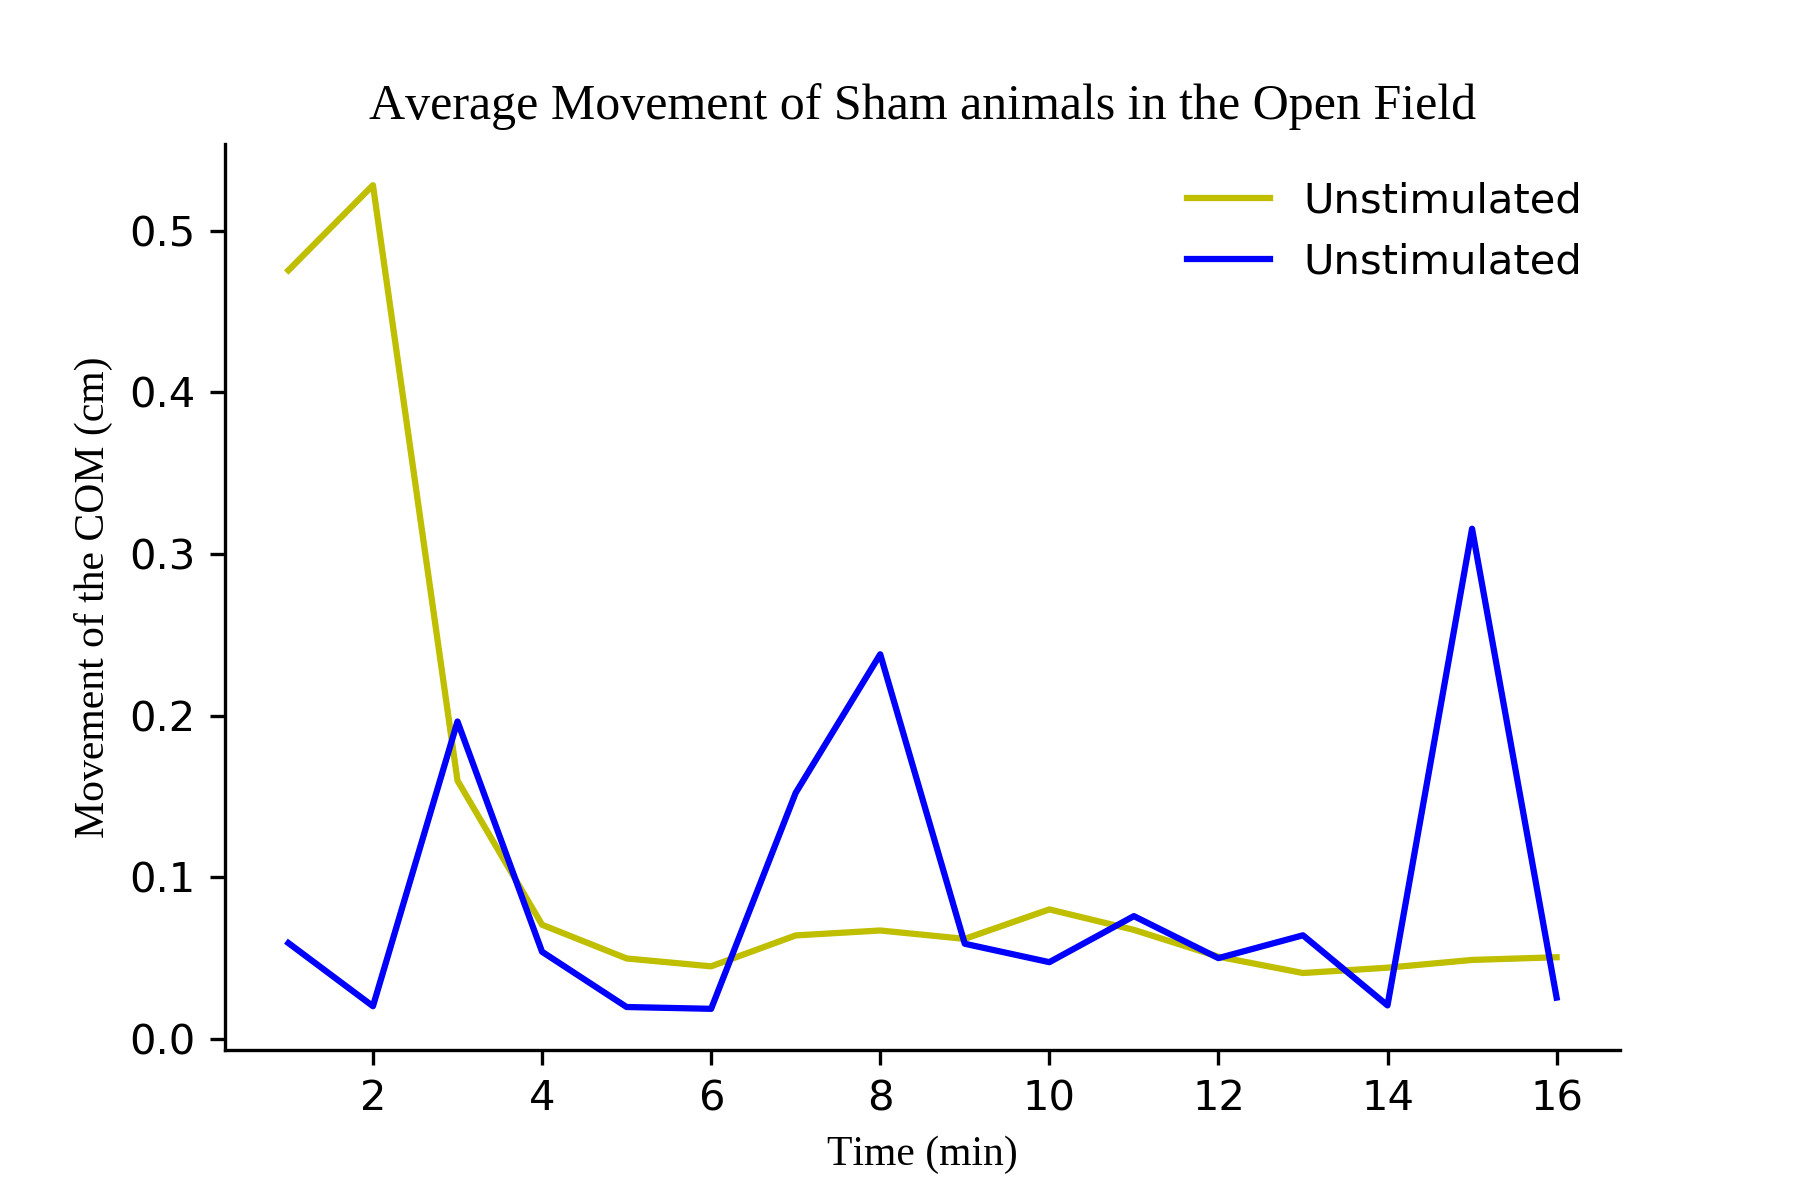 Average Movement of Sham animals in the Open Field
Unstimulated
Unstimulated
Movement of the COM (cm)
0.5
0.4
0.3
0.2
0.1
0.0
2 4 6 8 10 12 14 16
Time (min)